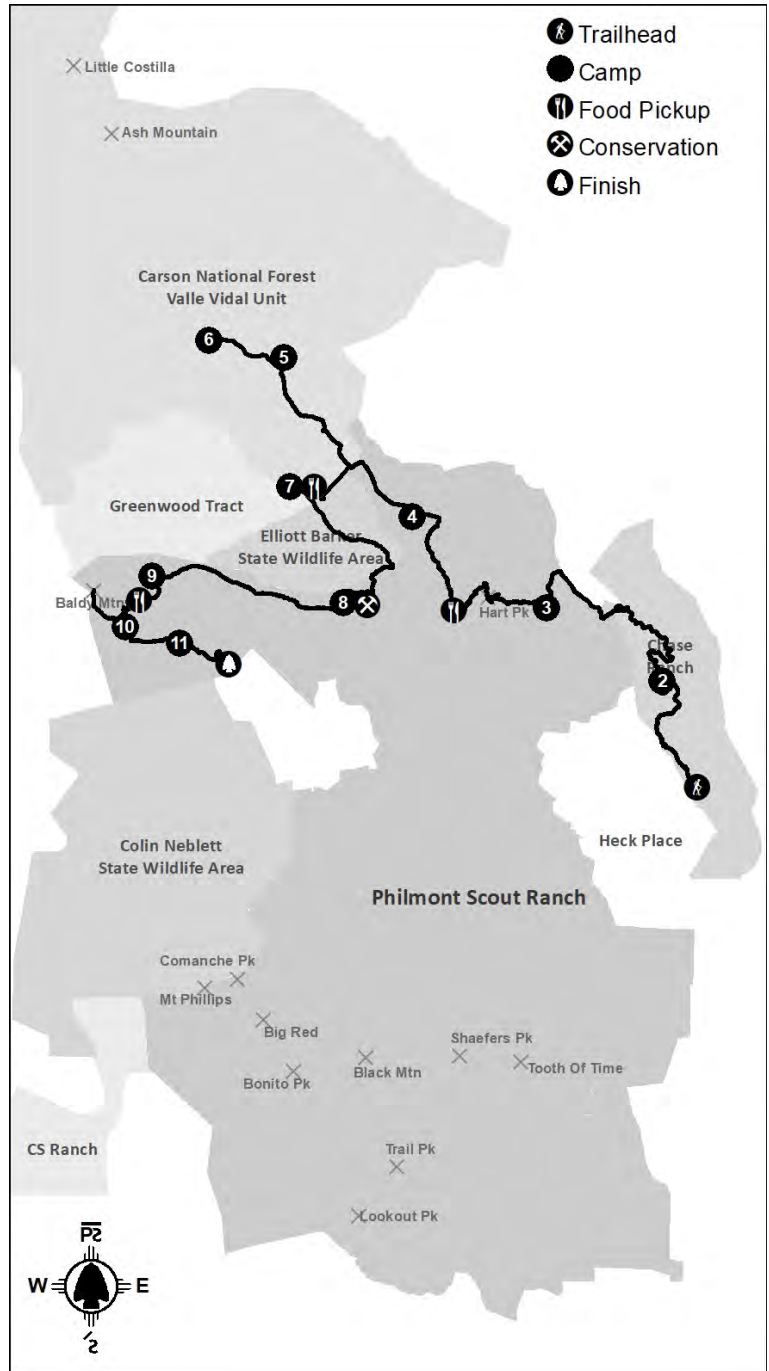 Trailhead
Camp
Food Pickup
Conservation
Finish
Little Costilla
Ash Mountain
Carson National Forest
Valle Vidal Unit
6
5
7
Greenwood Tract
4
Elliott Barker
State Wildlife Area
9
Baldy Mtn
8
Hart Pk
3
10
11
Chase
Ranch
2
Heck Place
Colin Neblett
State Wildlife Area
Philmont Scout Ranch
Comanche Pk
Mt Phillips
Big Red
Shaefers Pk
Bonito Pk
Black Mtn
Tooth Of Time
CS Ranch
Trail Pk
Lookout Pk
W
E